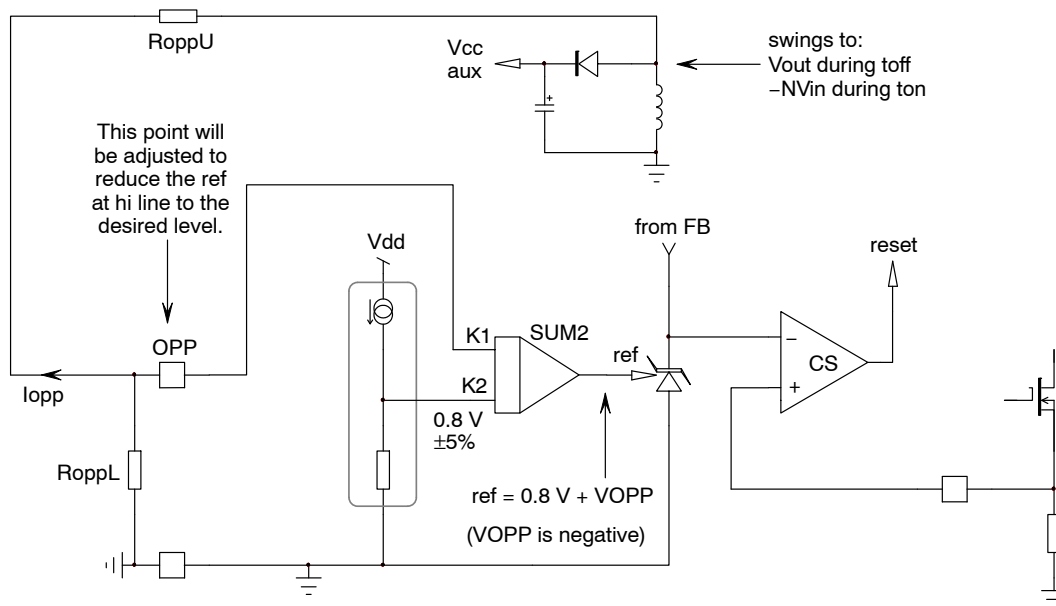 RoppU
Vcc
aux
swings to:
Vout during toff
−NVin during ton
This point will
be adjusted to
reduce the ref
at hi line to the
desired level.
from FB
Vdd
reset
OPP
K1
SUM2
ref
CS
−
+
Iopp
K2
0.8 V
±5%
RoppL
ref = 0.8 V + VOPP
(VOPP is negative)